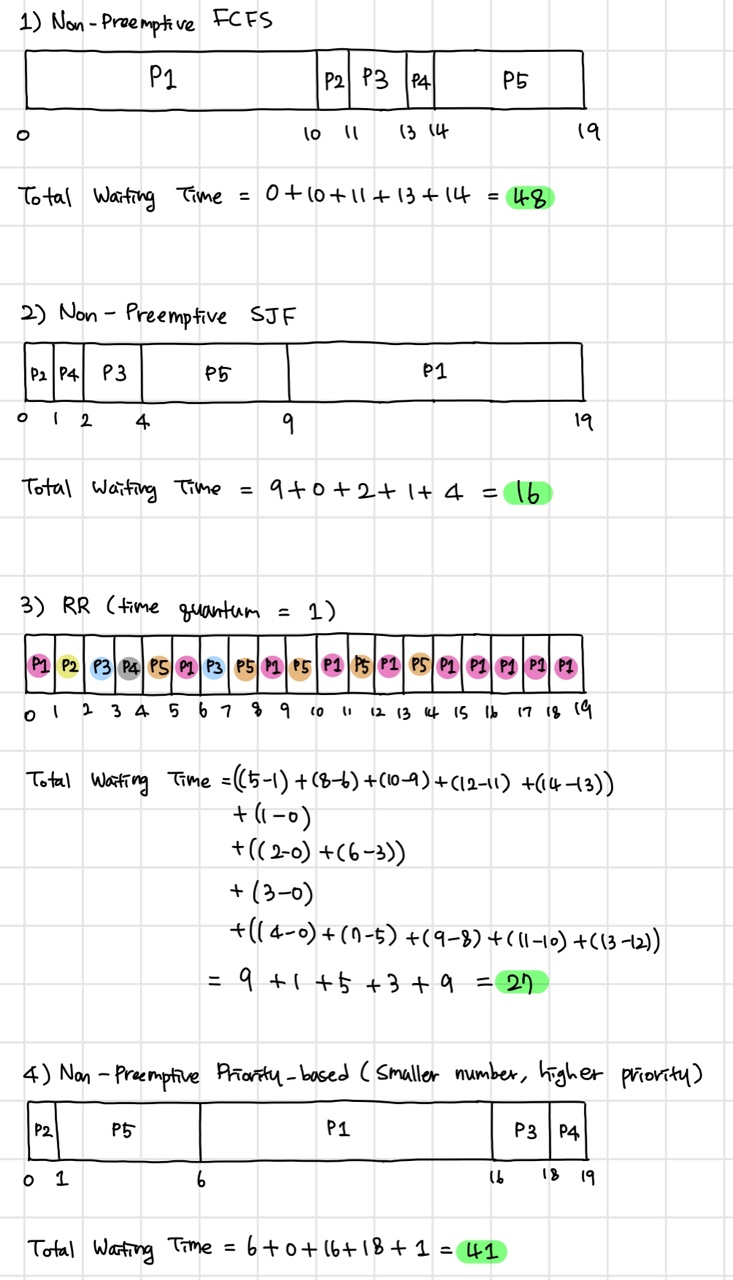 1) Non-Preemptive FCFS
P1 P2 P3 P4 P5
0 10 11 13 14 19
Total Waiting Time = 0+10+11+13+14 = 48
2) Non-Preemptive SJF
P2 P4 P3 P5 P1
0 1 2 4 9 19
Total Waiting Time = 9+0+2+1+4 = 16
3) RR (time quantum = 1)
P1 P2 P3 P4 P5 P1 P3 P5 P1 P5 P1 P5 P1 P5 P1 P1 P1 P1 P1
0 1 2 3 4 5 6 7 8 9 10 11 12 13 14 15 16 17 18 19
Total Waiting Time =((5-1)+(8-6)+(10-9)+(12-11)+(14-13))
+(1-0)
+((2-0)+(6-3))
+(3-0)
+((4-0)+(7-5)+(9-8)+(11-10)+(13-12))
= 9+1+5+3+9 = 27
4) Non-Preemptive Priority-based (Smaller number, higher priority)
P2 P5 P1 P3 P4
0 1 6 16 18 19
Total Waiting Time = 6+0+16+18+1 = 41